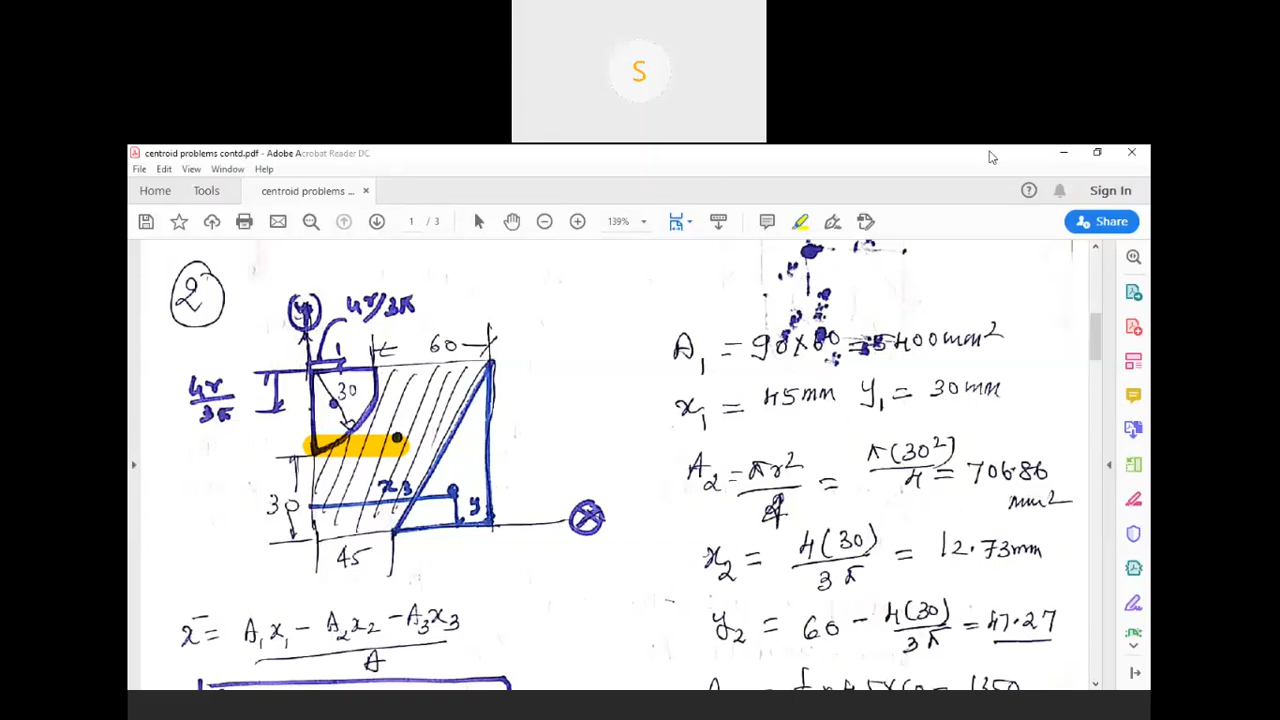 S
centroid problems contd.pdf - Adobe Acrobat Reader DC
File Edit View Window Help
Home Tools centroid problems ... × Sign In
1 / 3 139% Share
2
y 4r/3π
60
4r/3π
30
x3 y
30 x
45
x̄ = A₁x₁ - A₂x₂ - A₃x₃ / A
A₁ = 90×60 = 5400mm²
x₁ = 45mm y₁ = 30mm
A₂ = πr²/4 = π(30²)/4 = 706.86 mm²
x₂ = 4(30)/3π = 12.73mm
y₂ = 60 - 4(30)/3π = 47.27